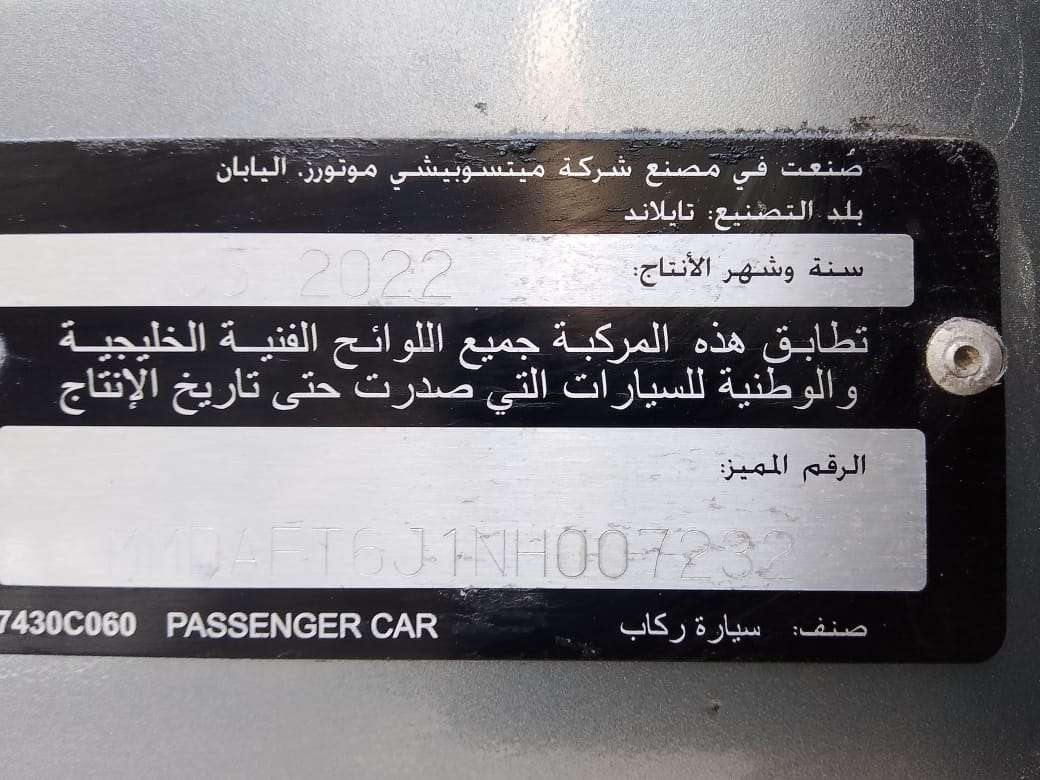 صُنعت في مصنع شركة ميتسوبيشي موتورز. اليابان
بلد التصنيع: تايلاند
سنة وشهر الأنتاج: 2022
تطابق هذه المركبة جميع اللوائح الفنية الخليجية
والوطنية للسيارات التي صدرت حتى تاريخ الإنتاج
الرقم المميز:
صنف: سيارة ركاب PASSENGER CAR 7430C060